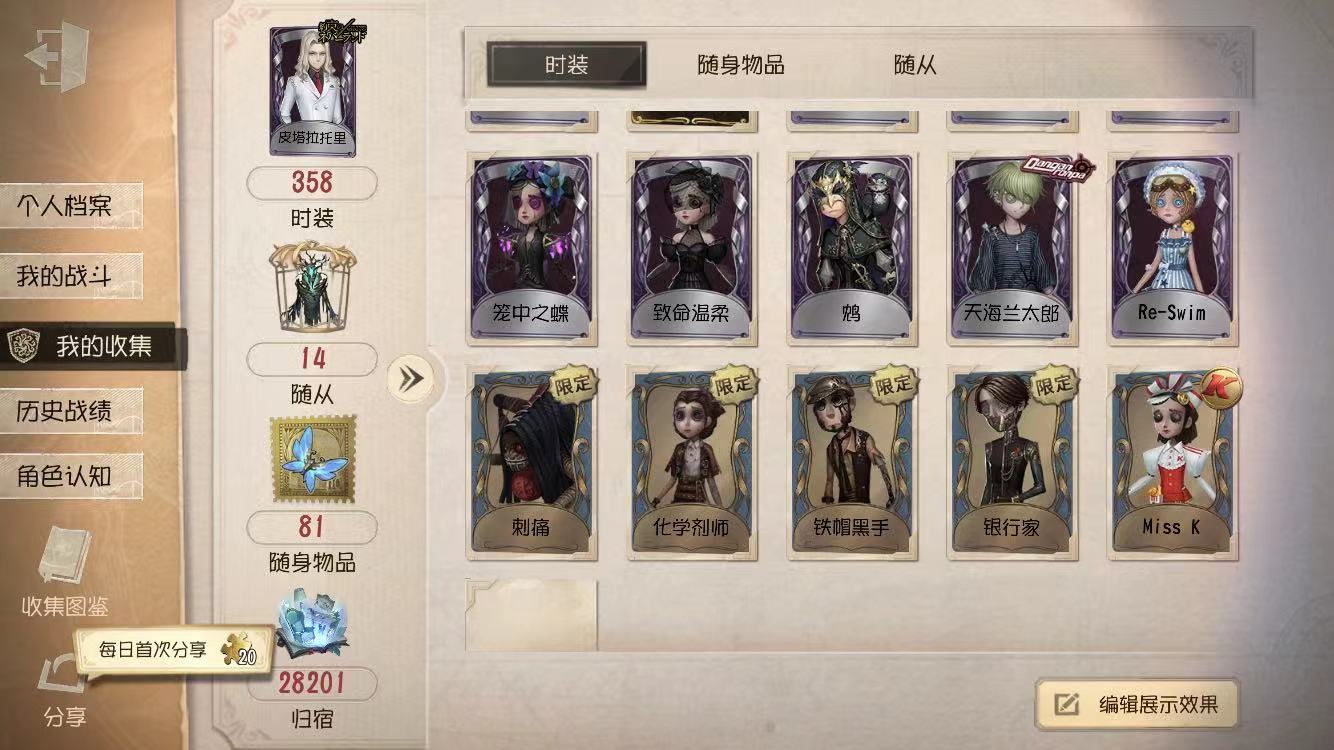 个人档案
我的战斗
我的收集
历史战绩
角色认知
收集图鉴
每日首次分享 20
分享
皮塔拉托里
358
时装
14
随从
81
随身物品
28201
归宿
时装 随身物品 随从
笼中之蝶 致命温柔 鸩 天海兰太郎 Re-Swim
Dangan
ronpa
限定 限定 限定 限定 K
刺痛 化学剂师 铁帽黑手 银行家 Miss K
编辑展示效果